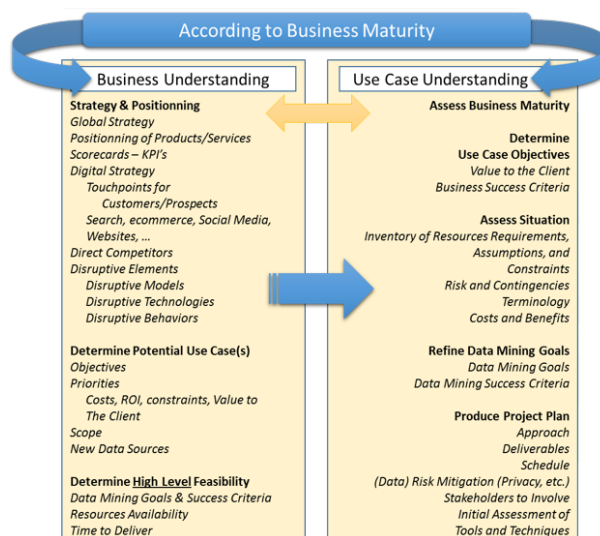 According to Business Maturity
Business Understanding
Strategy & Positionning
Global Strategy
Positionning of Products/Services
Scorecards – KPI's
Digital Strategy
Touchpoints for
Customers/Prospects
Search, ecommerce, Social Media,
Websites, ...
Direct Competitors
Disruptive Elements
Disruptive Models
Disruptive Technologies
Disruptive Behaviors
Determine Potential Use Case(s)
Objectives
Priorities
Costs, ROI, constraints, Value to
The Client
Scope
New Data Sources
Determine High Level Feasibility
Data Mining Goals & Success Criteria
Resources Availability
Time to Deliver
Use Case Understanding
Assess Business Maturity
Determine
Use Case Objectives
Value to the Client
Business Success Criteria
Assess Situation
Inventory of Resources Requirements,
Assumptions, and
Constraints
Risk and Contingencies
Terminology
Costs and Benefits
Refine Data Mining Goals
Data Mining Goals
Data Mining Success Criteria
Produce Project Plan
Approach
Deliverables
Schedule
(Data) Risk Mitigation (Privacy, etc.)
Stakeholders to Involve
Initial Assessment of
Tools and Techniques